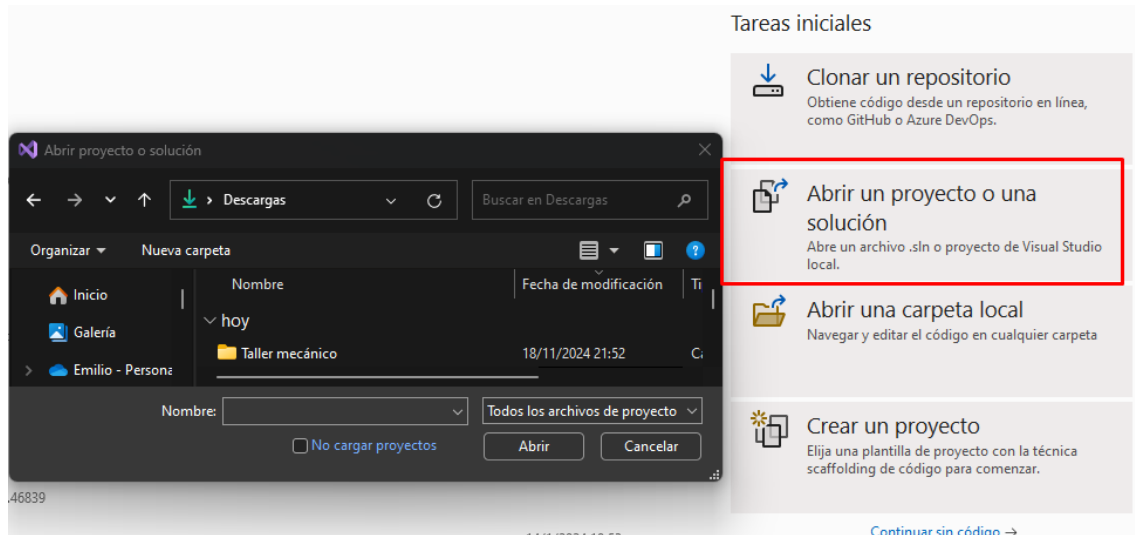 Tareas iniciales
Clonar un repositorio
Obtiene código desde un repositorio en línea,
como GitHub o Azure DevOps.
Abrir un proyecto o una
solución
Abre un archivo .sln o proyecto de Visual Studio
local.
Abrir una carpeta local
Navegar y editar el código en cualquier carpeta
Crear un proyecto
Elija una plantilla de proyecto con la técnica
scaffolding de código para comenzar.
Continuar sin código →
Abrir proyecto o solución
Descargas
Buscar en Descargas
Organizar
Nueva carpeta
Inicio
Galería
Emilio - Persona
Nombre
Fecha de modificación
Ti
hoy
Taller mecánico
18/11/2024 21:52
Nombre:
Todos los archivos de proyecto
No cargar proyectos
Abrir
Cancelar
.46839